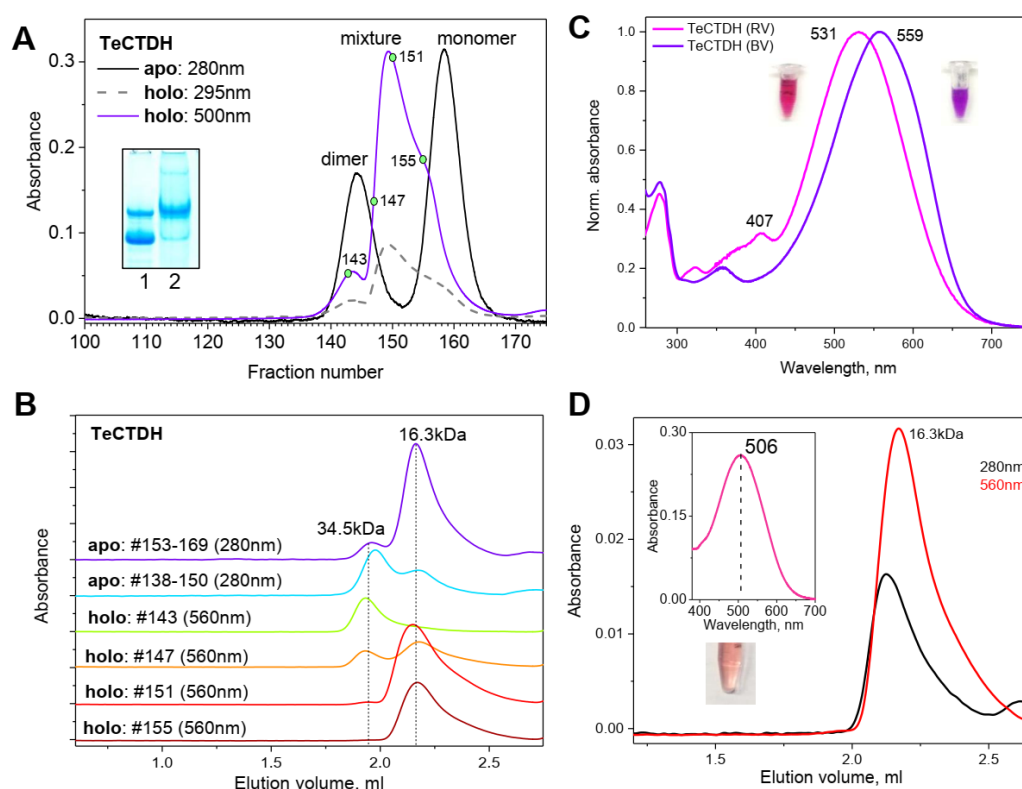 A
TeCTDH
apo: 280nm
holo: 295nm
holo: 500nm
mixture
monomer
dimer
151
155
147
143
1 2
0.3
0.2
0.1
0.0
Absorbance
100 110 120 130 140 150 160 170
Fraction number
C
TeCTDH (RV)
TeCTDH (BV)
531
559
407
1.0
0.8
0.6
0.4
0.2
0.0
Norm. absorbance
300 400 500 600 700
Wavelength, nm
B
TeCTDH
16.3kDa
34.5kDa
apo: #153-169 (280nm)
apo: #138-150 (280nm)
holo: #143 (560nm)
holo: #147 (560nm)
holo: #151 (560nm)
holo: #155 (560nm)
Absorbance
1.0 1.5 2.0 2.5
Elution volume, ml
D
16.3kDa
280nm
560nm
506
0.30
0.15
0.00
Absorbance
400 500 600 700
Wavelength, nm
0.03
0.02
0.01
0.00
Absorbance
1.5 2.0 2.5
Elution volume, ml